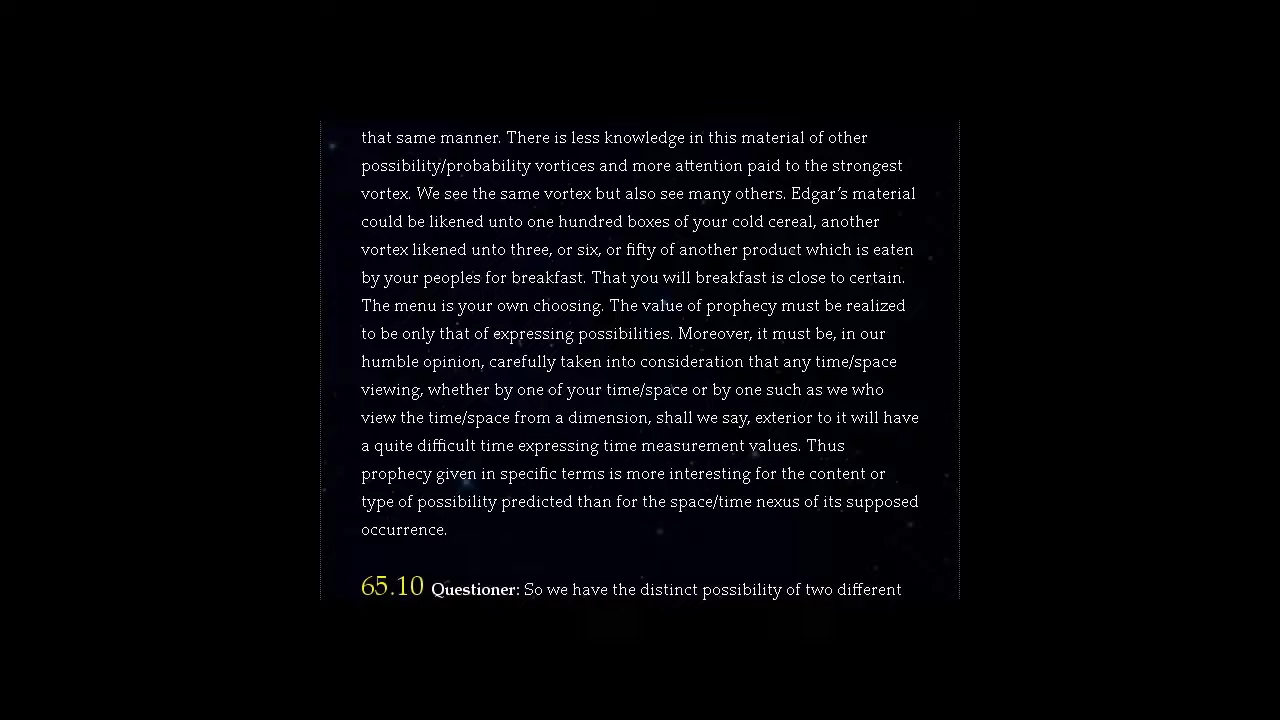 that same manner. There is less knowledge in this material of other
possibility/probability vortices and more attention paid to the strongest
vortex. We see the same vortex but also see many others. Edgar’s material
could be likened unto one hundred boxes of your cold cereal, another
vortex likened unto three, or six, or fifty of another product which is eaten
by your peoples for breakfast. That you will breakfast is close to certain.
The menu is your own choosing. The value of prophecy must be realized
to be only that of expressing possibilities. Moreover, it must be, in our
humble opinion, carefully taken into consideration that any time/space
viewing, whether by one of your time/space or by one such as we who
view the time/space from a dimension, shall we say, exterior to it will have
a quite difficult time expressing time measurement values. Thus
prophecy given in specific terms is more interesting for the content or
type of possibility predicted than for the space/time nexus of its supposed
occurrence.
65.10 Questioner: So we have the distinct possibility of two different